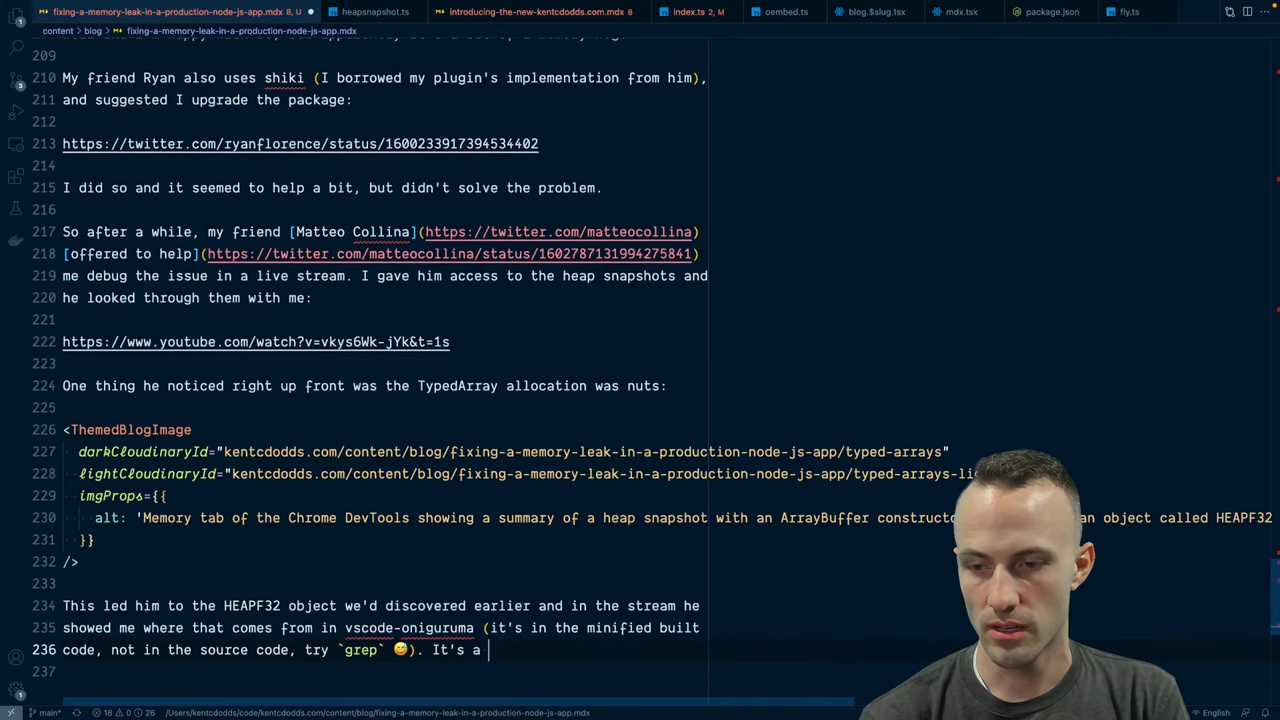 fixing-a-memory-leak-in-a-production-node-js-app.mdx 8, U
heapsnapshot.ts
introducing-the-new-kentcdodds.com.mdx 8
index.ts 2, M
oembed.ts
blog.$slug.tsx
mdx.tsx
package.json
fly.ts
content > blog > fixing-a-memory-leak-in-a-production-node-js-app.mdx
209
210 My friend Ryan also uses shiki (I borrowed my plugin's implementation from him),
211 and suggested I upgrade the package:
212
213 https://twitter.com/ryanflorence/status/1600233917394534402
214
215 I did so and it seemed to help a bit, but didn't solve the problem.
216
217 So after a while, my friend [Matteo Collina](https://twitter.com/matteocollina)
218 [offered to help](https://twitter.com/matteocollina/status/1602787131994275841)
219 me debug the issue in a live stream. I gave him access to the heap snapshots and
220 he looked through them with me:
221
222 https://www.youtube.com/watch?v=vkys6Wk-jYk&t=1s
223
224 One thing he noticed right up front was the TypedArray allocation was nuts:
225
226 <ThemedBlogImage
227 darkCloudinaryId="kentcdodds.com/content/blog/fixing-a-memory-leak-in-a-production-node-js-app/typed-arrays"
228 lightCloudinaryId="kentcdodds.com/content/blog/fixing-a-memory-leak-in-a-production-node-js-app/typed-arrays-li
229 imgProps={{
230 alt: 'Memory tab of the Chrome DevTools showing a summary of a heap snapshot with an ArrayBuffer constructo an object called HEAPF32
231 }}
232 />
233
234 This led him to the HEAPF32 object we'd discovered earlier and in the stream he
235 showed me where that comes from in vscode-oniguruma (it's in the minified built
236 code, not in the source code, try `grep` 😅). It's a
237
main* 18 0 26 /Users/kentcdodds/code/kentcdodds.com/content/blog/fixing-a-memory-leak-in-a-production-node-js-app.mdx English